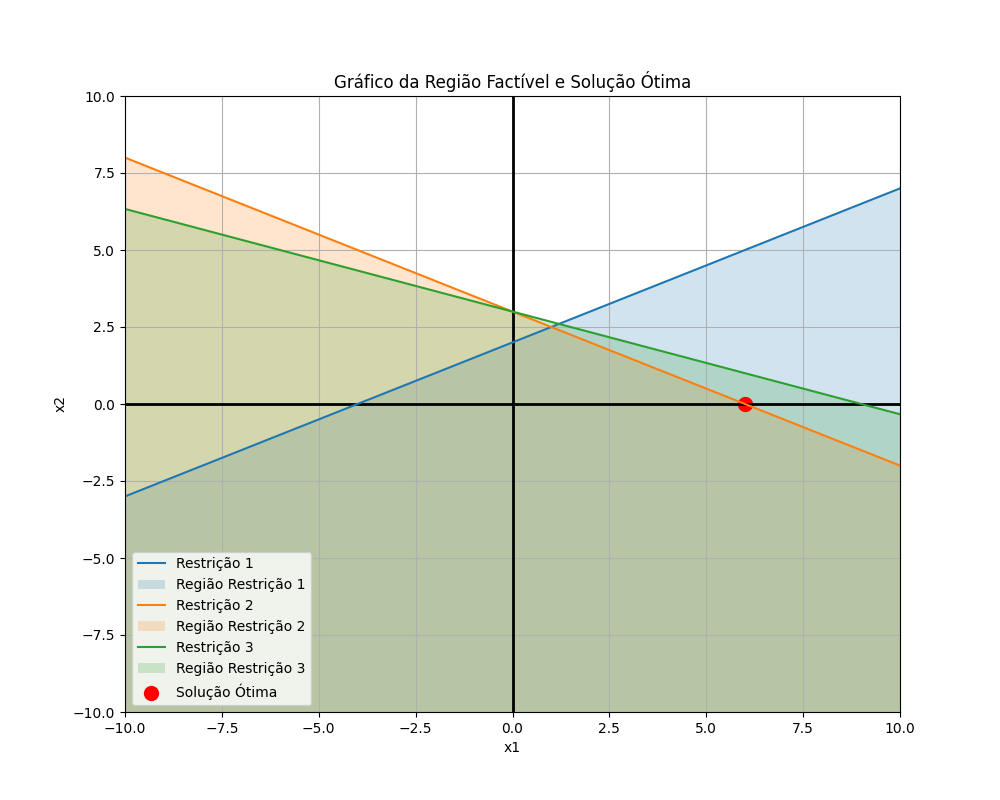 Gráfico da Região Factível e Solução Ótima
x2
10.0
7.5
5.0
2.5
0.0
−2.5
−5.0
−7.5
−10.0
Restrição 1
Região Restrição 1
Restrição 2
Região Restrição 2
Restrição 3
Região Restrição 3
Solução Ótima
−10.0 −7.5 −5.0 −2.5 0.0 2.5 5.0 7.5 10.0
x1